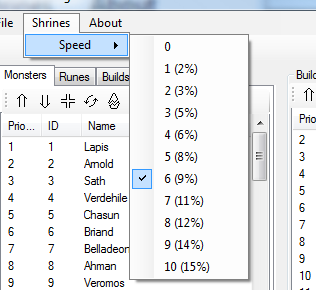 File Shrines About
Speed
0
1 (2%)
2 (3%)
3 (5%)
4 (6%)
5 (8%)
6 (9%)
7 (11%)
8 (12%)
9 (14%)
10 (15%)
Monsters Runes Builds
Prio... ID Name
1 1 Lapis
2 2 Arnold
3 3 Sath
4 4 Verdehile
5 5 Chasun
6 6 Briand
7 7 Belladeon
8 8 Ahman
9 9 Veromos
Build
Prio
2
3
4
5
6
7
8
9
10